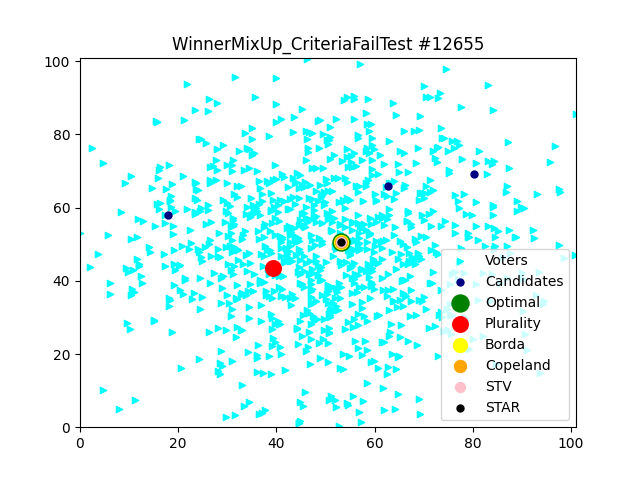 WinnerMixUp_CriteriaFailTest #12655
100
80
60
40
20
0
0
20
40
60
80
100
Voters
Candidates
Optimal
Plurality
Borda
Copeland
STV
STAR